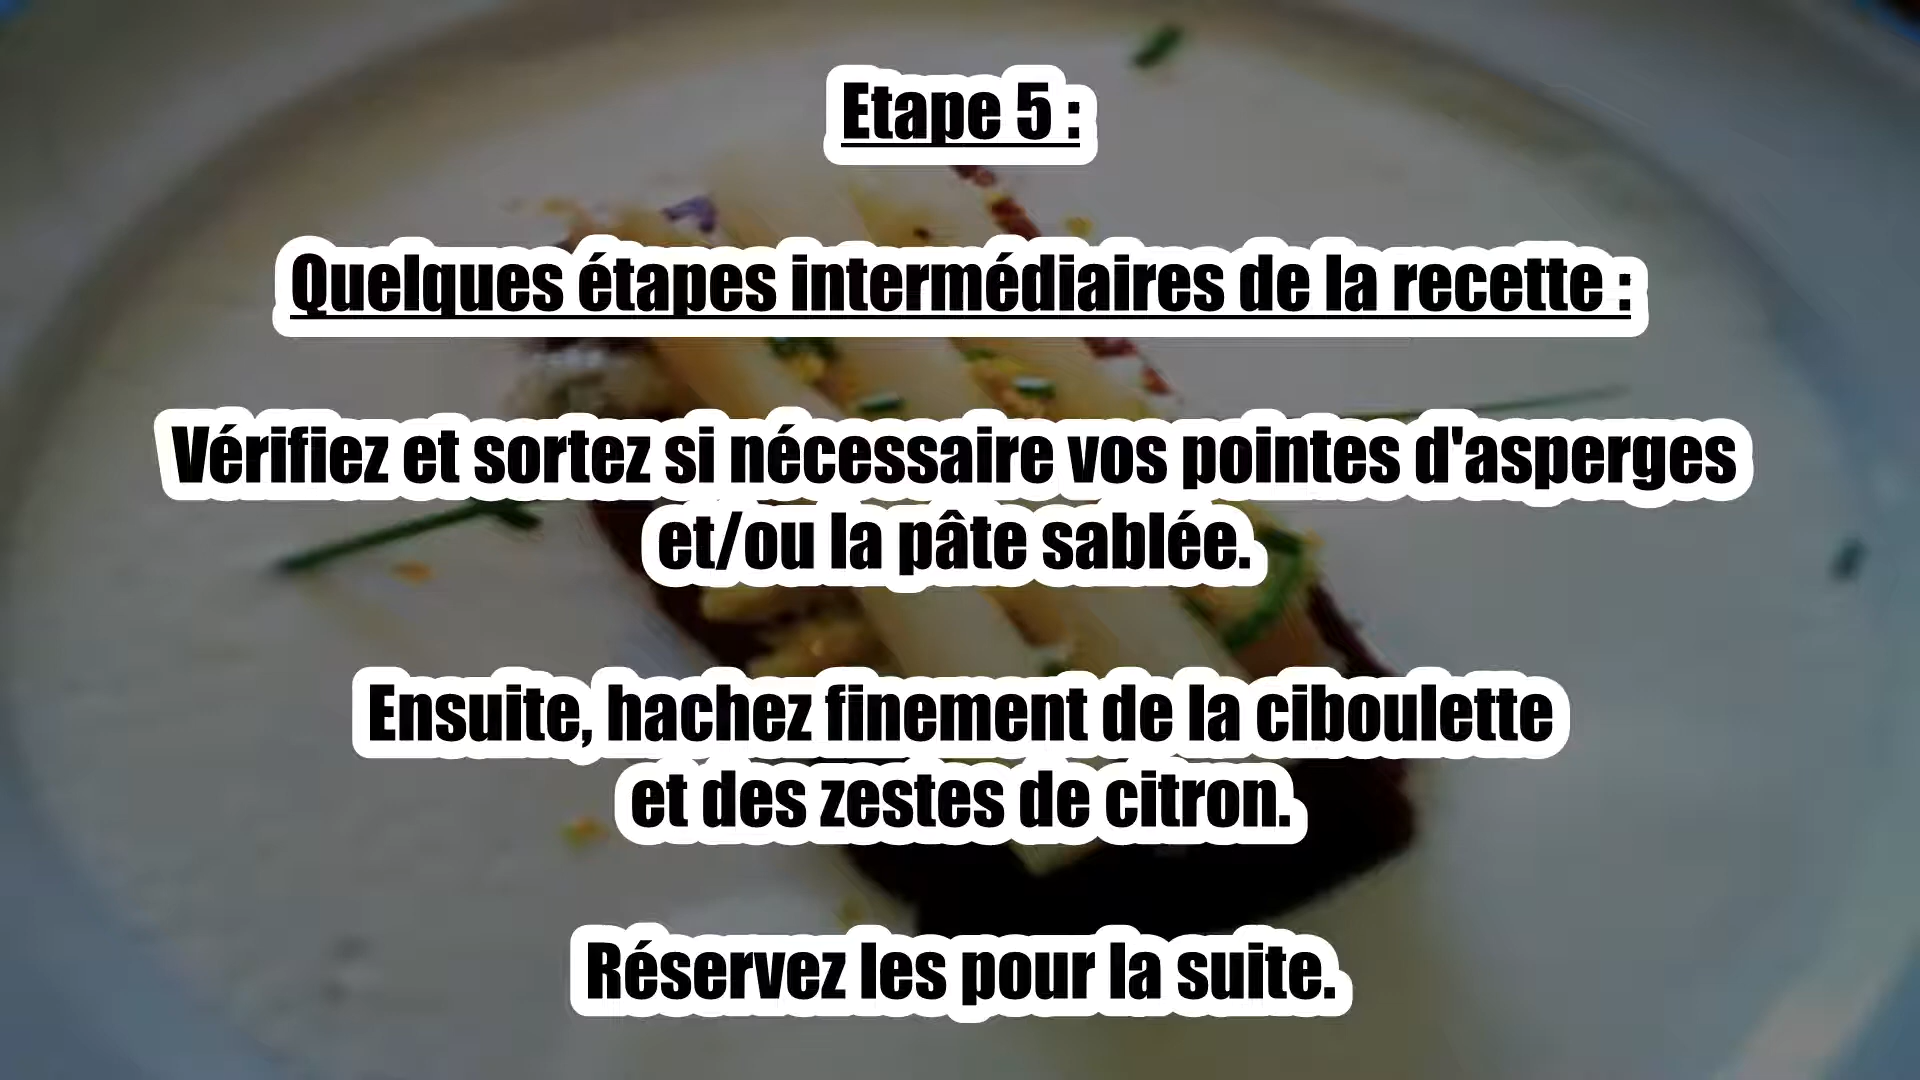 Etape 5 :
Quelques étapes intermédiaires de la recette :
Vérifiez et sortez si nécessaire vos pointes d'asperges
et/ou la pâte sablée.
Ensuite, hachez finement de la ciboulette
et des zestes de citron.
Réservez les pour la suite.